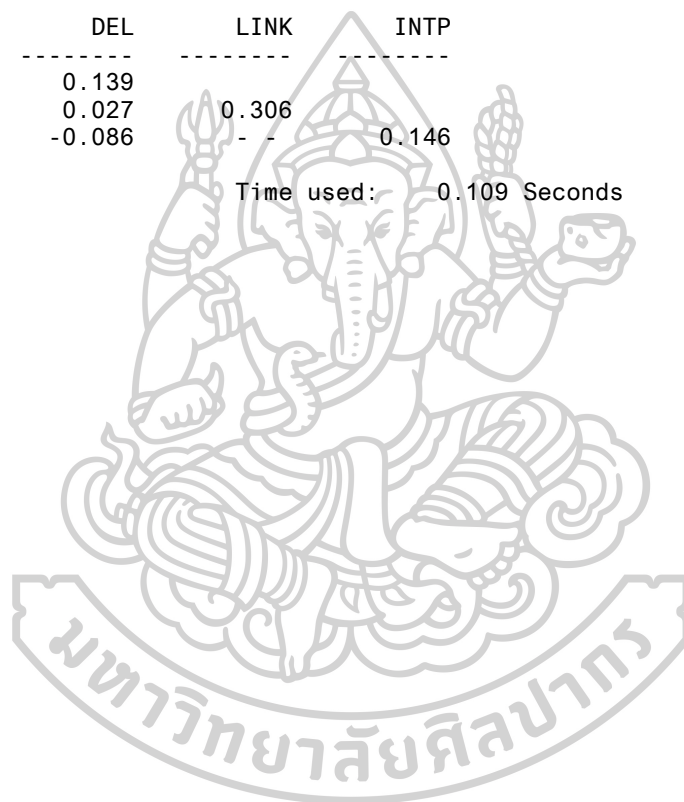 DEL LINK INTP
-------- -------- --------
0.139
0.027 0.306
-0.086 - - 0.146
Time used: 0.109 Seconds
มหาวิทยาลัยศิลปากร